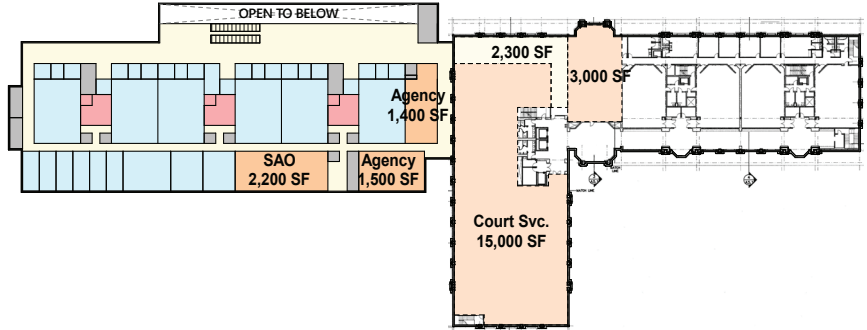 OPEN TO BELOW
2,300 SF
3,000 SF
Agency
1,400 SF
SAO
2,200 SF
Agency
1,500 SF
Court Svc.
15,000 SF